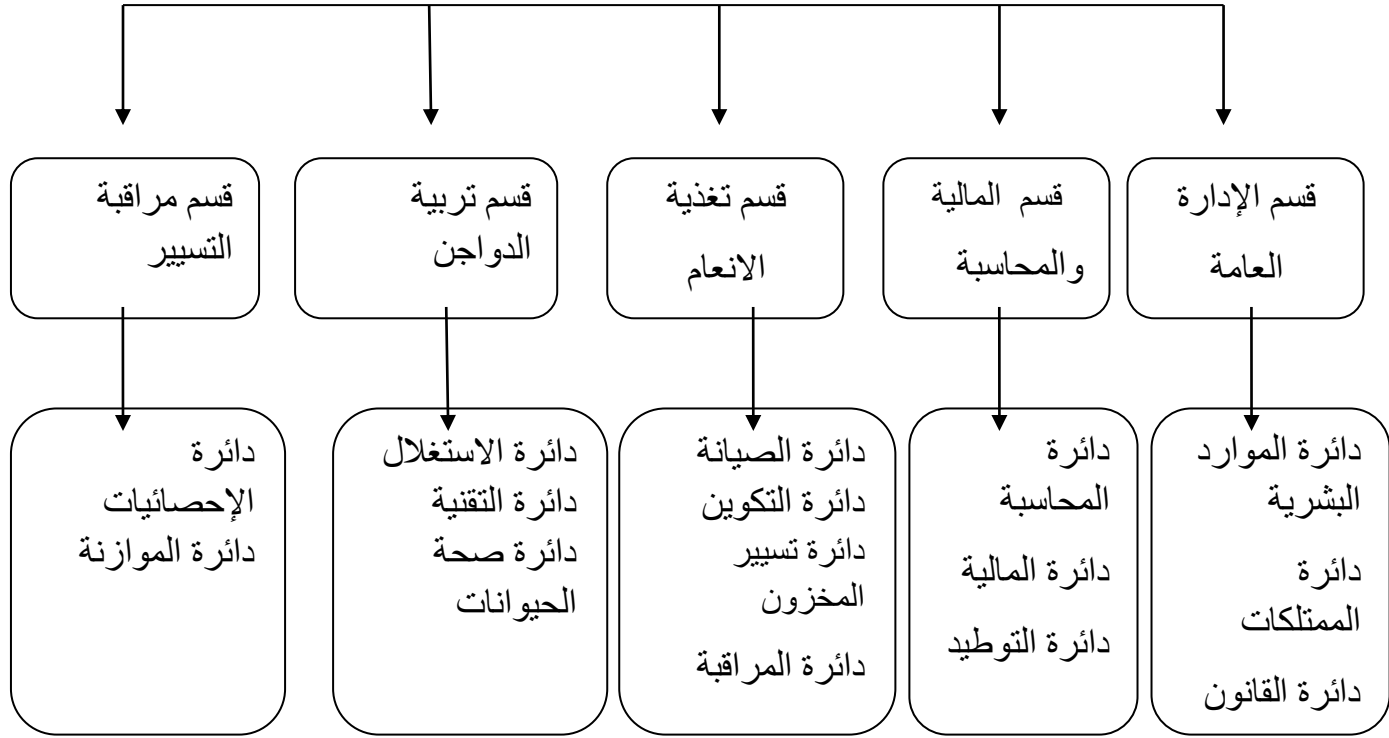 قسم الإدارة
العامة
قسم المالية
والمحاسبة
قسم تغذية
الانعام
قسم تربية
الدواجن
قسم مراقبة
التسيير
دائرة الموارد
البشرية
دائرة
الممتلكات
دائرة القانون
دائرة
المحاسبة
دائرة المالية
دائرة التوطيد
دائرة الصيانة
دائرة التكوين
دائرة تسيير
المخزون
دائرة المراقبة
دائرة الاستغلال
دائرة التقنية
دائرة صحة
الحيوانات
دائرة
الإحصائيات
دائرة الموازنة